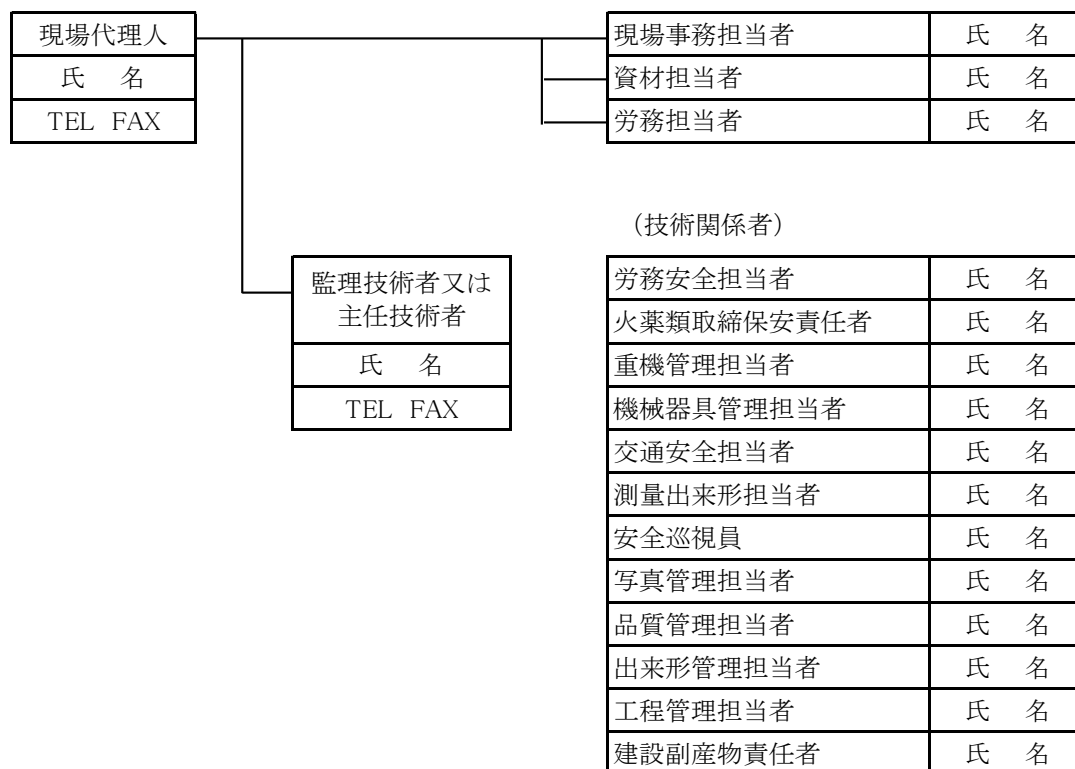 現場代理人
氏 名
TEL FAX
現場事務担当者 氏 名
資材担当者 氏 名
労務担当者 氏 名
(技術関係者)
監理技術者又は
主任技術者
氏 名
TEL FAX
労務安全担当者 氏 名
火薬類取締保安責任者 氏 名
重機管理担当者 氏 名
機械器具管理担当者 氏 名
交通安全担当者 氏 名
測量出来形担当者 氏 名
安全巡視員 氏 名
写真管理担当者 氏 名
品質管理担当者 氏 名
出来形管理担当者 氏 名
工程管理担当者 氏 名
建設副産物責任者 氏 名